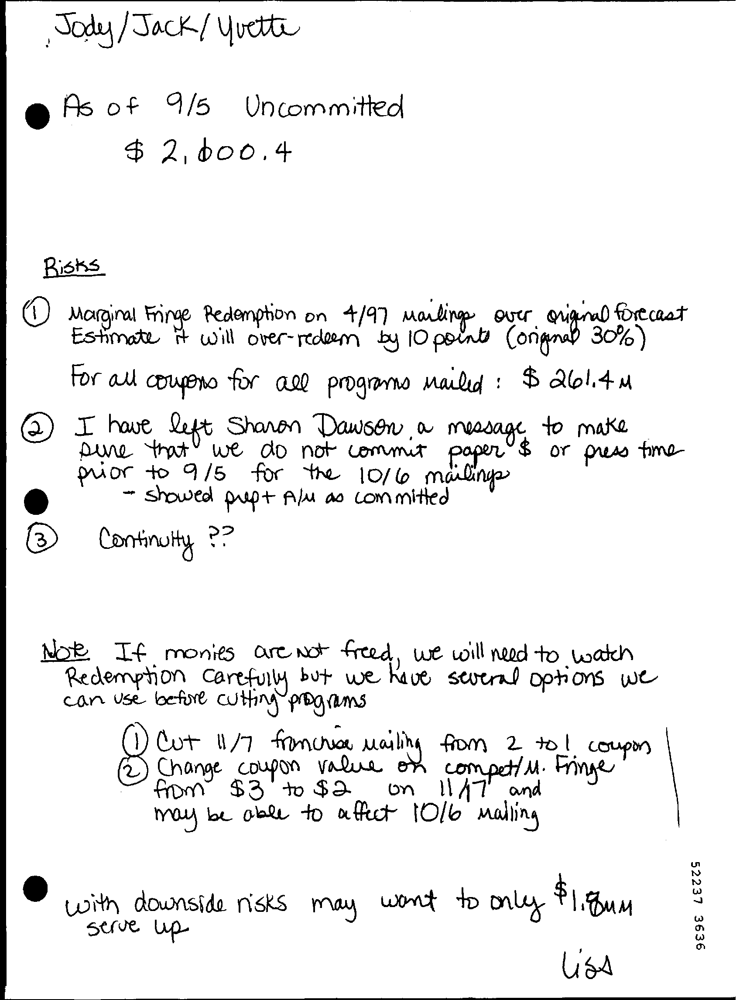 Jody/Jack/Yvette
As of 9/5 Uncommitted
$ 2,600.4
Risks
① Marginal Fringe Redemption on 4/97 Mailings over original forecast
Estimate it will over-redeem by 10 points (original 30%)
For all coupons for all programs mailed: $ 261.4 M
② I have left Sharon Dawson a message to make
sure that we do not commit paper $ or press time
prior to 9/5 for the 10/6 mailings
- showed prep + A/M as committed
③ Continuity ??
Note If monies are not freed, we will need to watch
Redemption carefully but we have several options we
can use before cutting programs
① Cut 11/7 franchise mailing from 2 to 1 coupon
② Change coupon value on compet/M. Fringe
from $3 to $2 on 11/17 and
may be able to affect 10/6 Mailing
with downside risks may want to only $1.8MM
serve up
Lisa
52237 3636